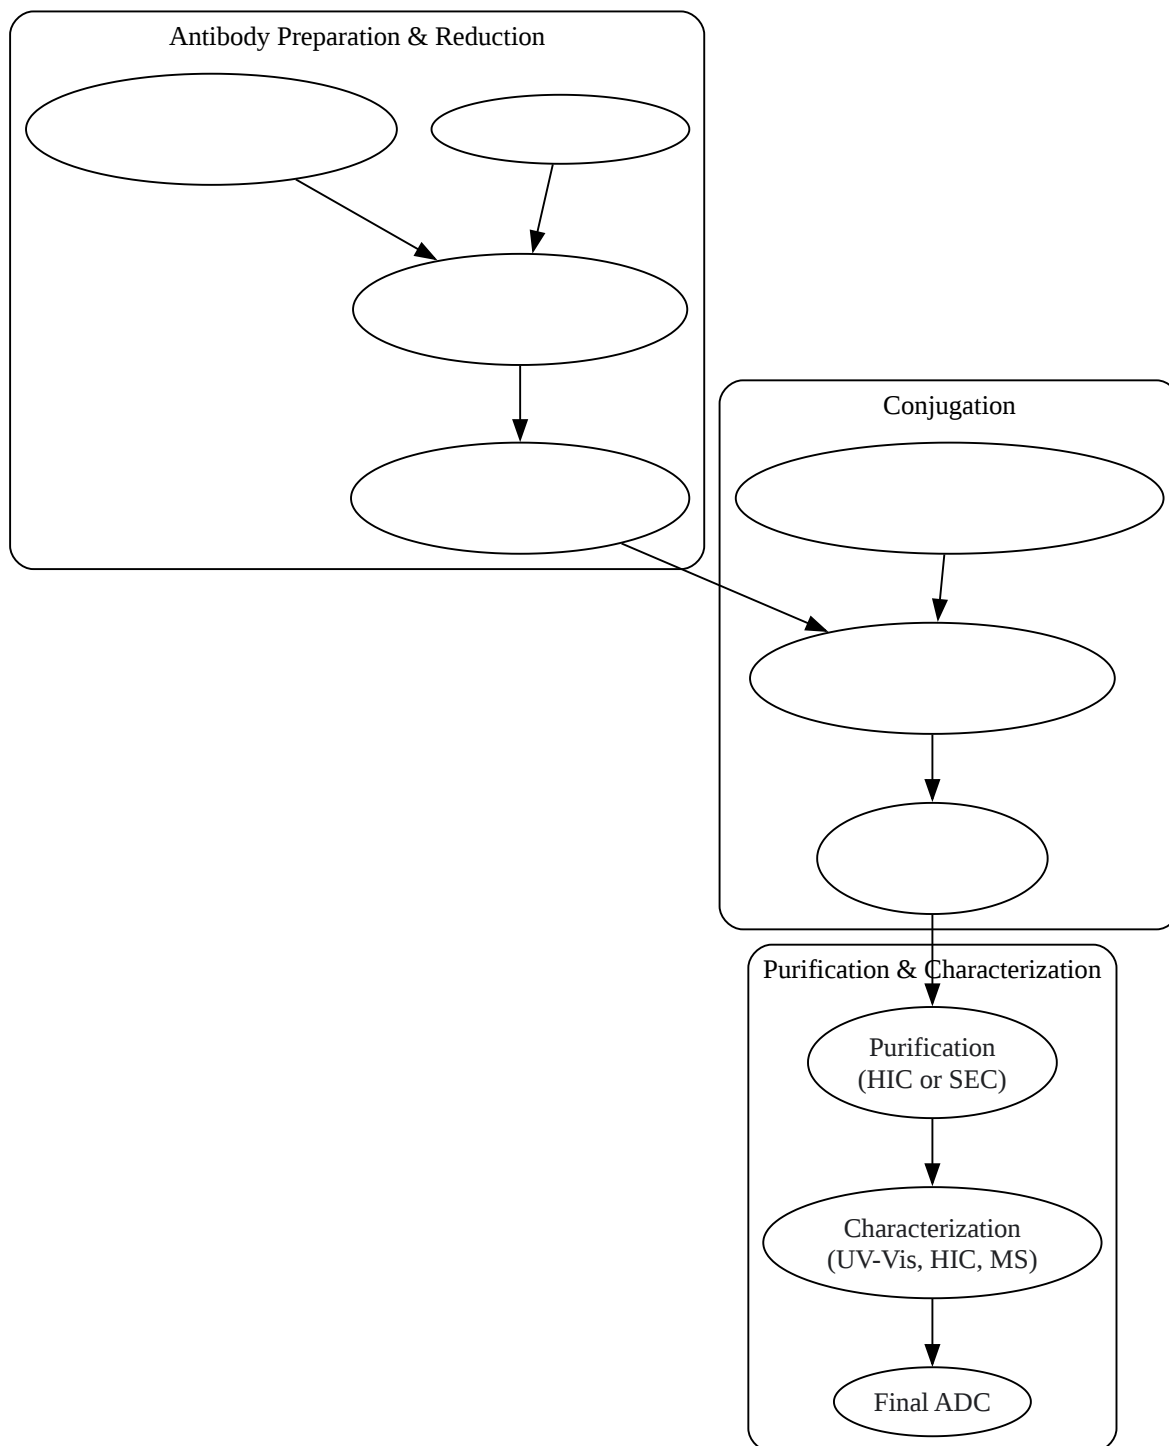 Antibody Preparation & Reduction
Conjugation
Purification & Characterization
Purification
(HIC or SEC)
Characterization
(UV-Vis, HIC, MS)
Final ADC